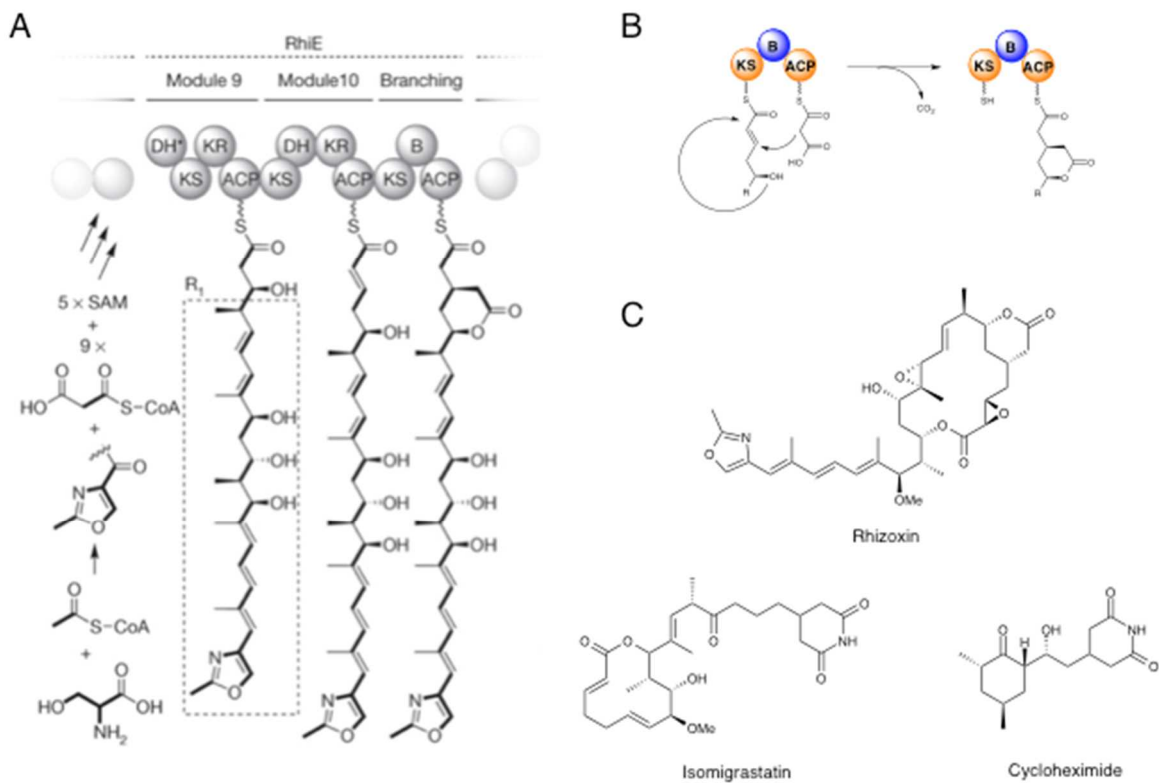 A
RhiE
Module 9 Module10 Branching
DH* KR DH KR B
KS ACP KS ACP KS ACP
S S S
O O O
R1
OH
O
O
OH
5 × SAM
+
9 ×
O O
HO S–CoA
+
O
N
O
O
S–CoA
+
O
HO OH
NH2
OH OH OH
OH OH OH
OH OH OH
N
O
N N
O O
B
KS B ACP KS B ACP
CO2
S S SH S
O O O
HO O
OH
R
O O
R
C
O O
O
HO
O
O
O
N
O
OMe
Rhizoxin
O
O
O
NH
O
O
OH
OMe
Isomigrastatin
O
H OH
O
NH
O
Cycloheximide